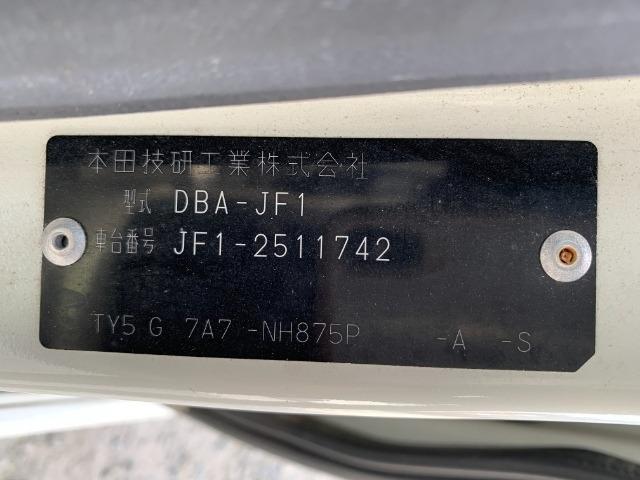 本田技研工業株式会社
型式 DBA-JF1
車台番号 JF1-2511742
TY5 G 7A7 -NH875P -A -S